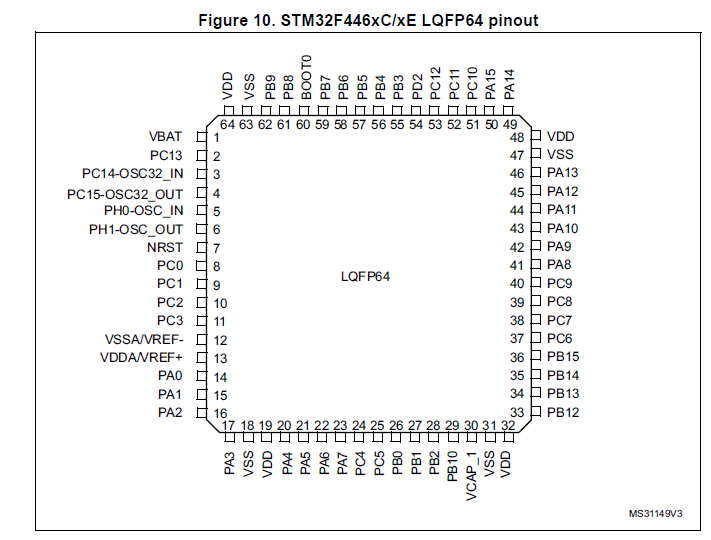 Figure 10. STM32F446xC/xE LQFP64 pinout
VDD
VSS
PB9
PB8
BOOT0
PB7
PB6
PB5
PB4
PB3
PD2
PC12
PC11
PC10
PA15
PA14
64 63 62 61 60 59 58 57 56 55 54 53 52 51 50 49
VBAT 1
PC13 2
PC14-OSC32_IN 3
PC15-OSC32_OUT 4
PH0-OSC_IN 5
PH1-OSC_OUT 6
NRST 7
PC0 8
PC1 9
PC2 10
PC3 11
VSSA/VREF- 12
VDDA/VREF+ 13
PA0 14
PA1 15
PA2 16
LQFP64
48 VDD
47 VSS
46 PA13
45 PA12
44 PA11
43 PA10
42 PA9
41 PA8
40 PC9
39 PC8
38 PC7
37 PC6
36 PB15
35 PB14
34 PB13
33 PB12
17 18 19 20 21 22 23 24 25 26 27 28 29 30 31 32
PA3
VSS
VDD
PA4
PA5
PA6
PA7
PC4
PC5
PB0
PB1
PB2
PB10
VCAP_1
VSS
VDD
MS31149V3